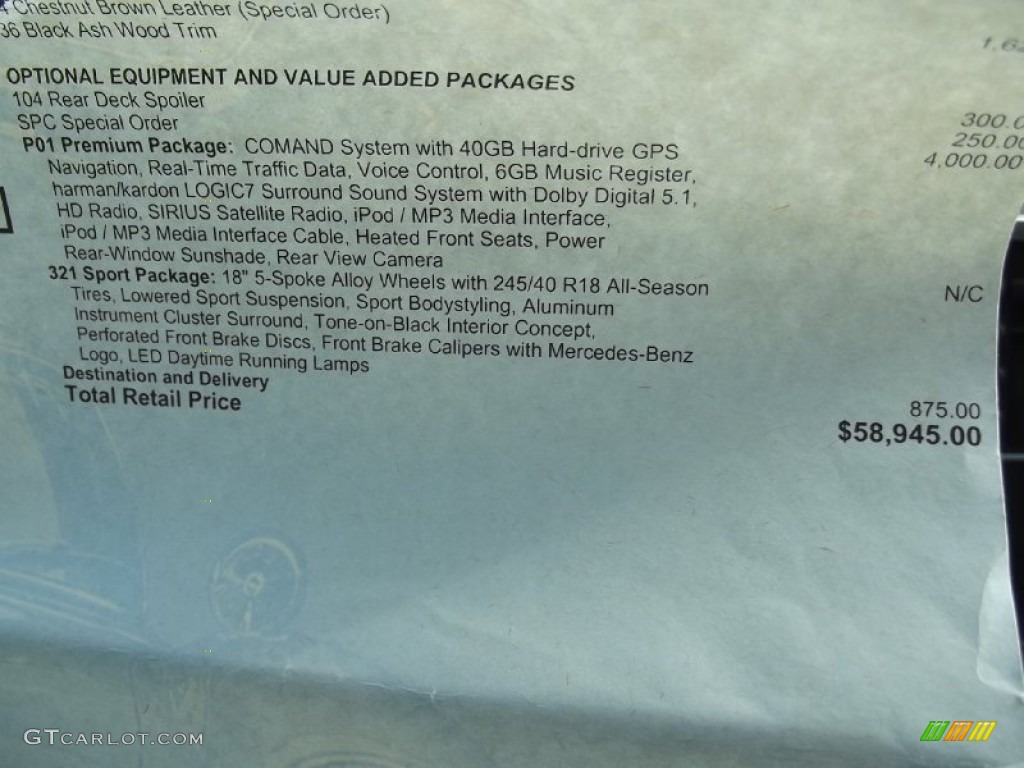 Chestnut Brown Leather (Special Order)
36 Black Ash Wood Trim
OPTIONAL EQUIPMENT AND VALUE ADDED PACKAGES
104 Rear Deck Spoiler 300.0
SPC Special Order 250.00
P01 Premium Package: COMAND System with 40GB Hard-drive GPS 4,000.00
Navigation, Real-Time Traffic Data, Voice Control, 6GB Music Register,
harman/kardon LOGIC7 Surround Sound System with Dolby Digital 5.1,
HD Radio, SIRIUS Satellite Radio, iPod / MP3 Media Interface,
iPod / MP3 Media Interface Cable, Heated Front Seats, Power
Rear-Window Sunshade, Rear View Camera
321 Sport Package: 18" 5-Spoke Alloy Wheels with 245/40 R18 All-Season N/C
Tires, Lowered Sport Suspension, Sport Bodystyling, Aluminum
Instrument Cluster Surround, Tone-on-Black Interior Concept,
Perforated Front Brake Discs, Front Brake Calipers with Mercedes-Benz
Logo, LED Daytime Running Lamps
Destination and Delivery 875.00
Total Retail Price $58,945.00
GTCARLOT.COM